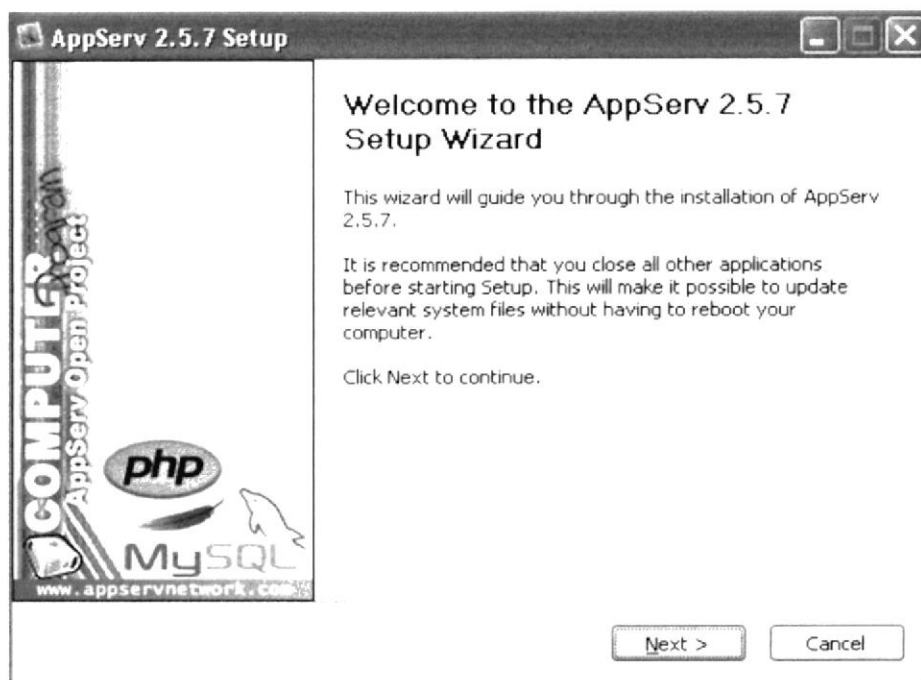 AppServ 2.5.7 Setup
Welcome to the AppServ 2.5.7
Setup Wizard
This wizard will guide you through the installation of AppServ
2.5.7.
It is recommended that you close all other applications
before starting Setup. This will make it possible to update
relevant system files without having to reboot your
computer.
Click Next to continue.
COMPUTER
Program
AppServ Open Project
php
MySQL
www.appservnetwork.com
Next >
Cancel